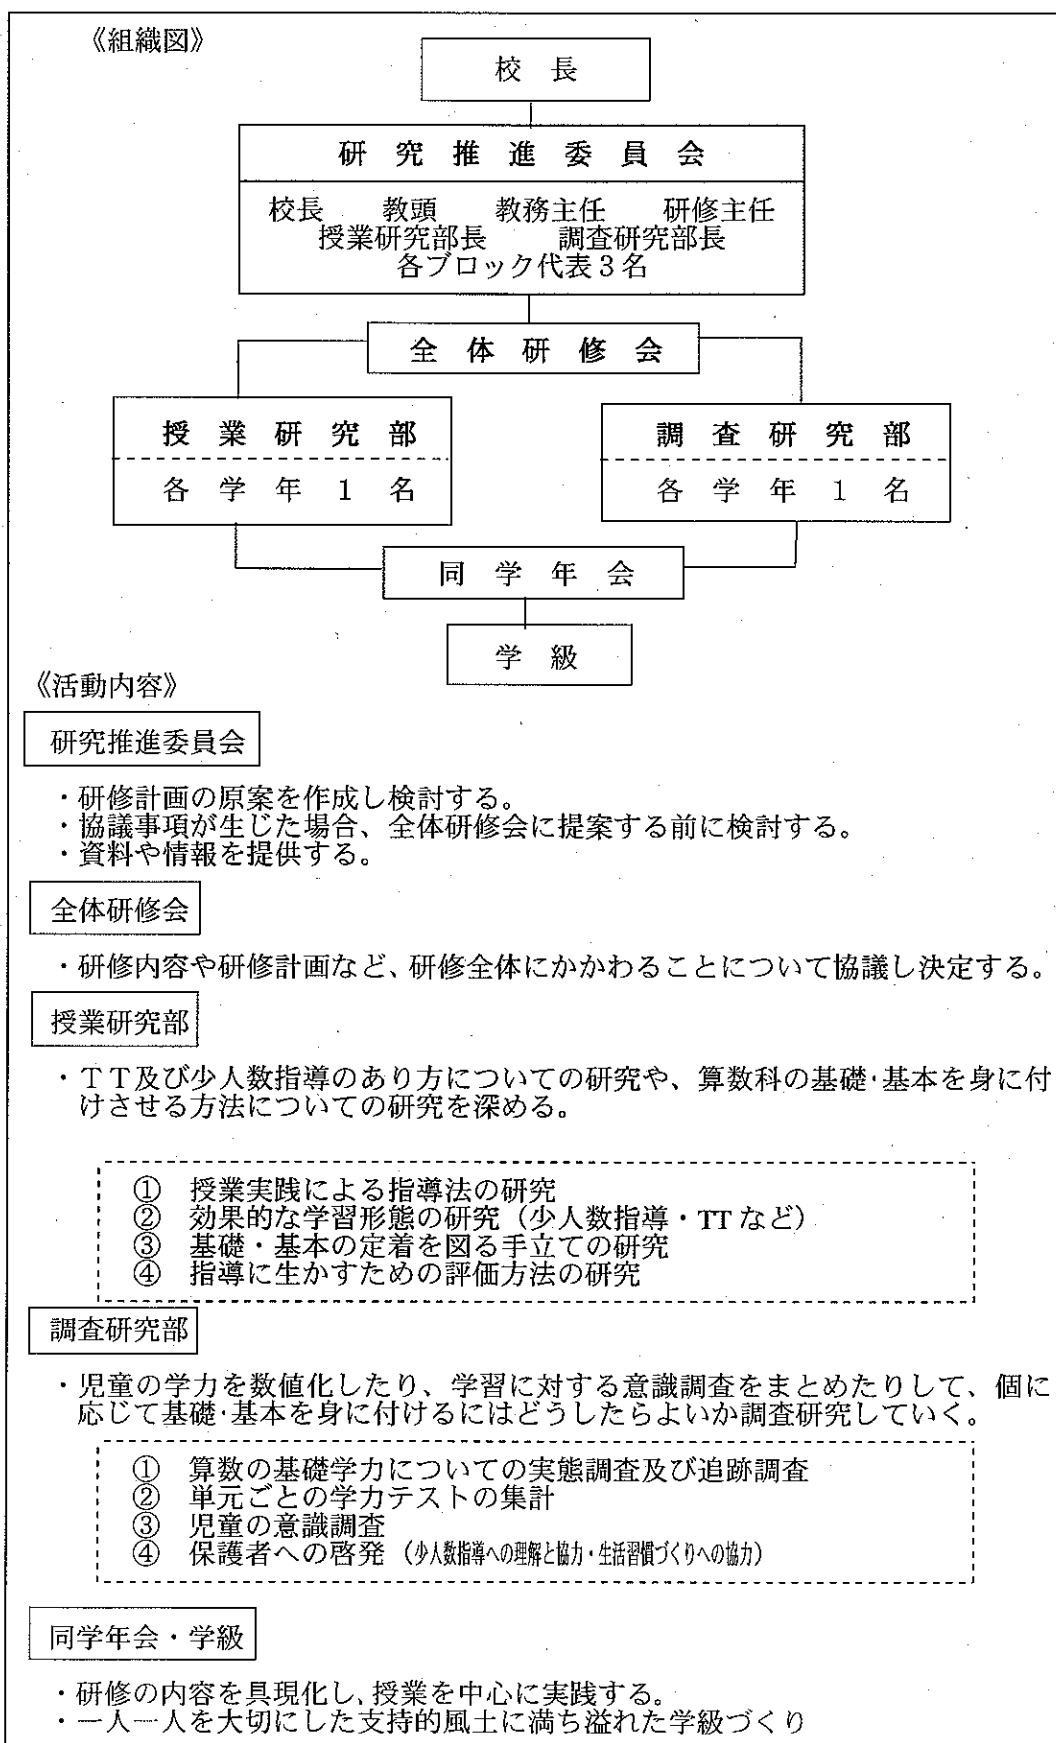 《組織図》
校長
研究推進委員会
校長 教頭 教務主任 研修主任
授業研究部長 調査研究部長
各ブロック代表３名
全体研修会
授業研究部
各学年１名
調査研究部
各学年１名
同学年会
学級
《活動内容》
研究推進委員会
・研修計画の原案を作成し検討する。
・協議事項が生じた場合、全体研修会に提案する前に検討する。
・資料や情報を提供する。
全体研修会
・研修内容や研修計画など、研修全体にかかわることについて協議し決定する。
授業研究部
・ＴＴ及び少人数指導のあり方についての研究や、算数科の基礎・基本を身に付
けさせる方法についての研究を深める。
① 授業実践による指導法の研究
② 効果的な学習形態の研究（少人数指導・TTなど）
③ 基礎・基本の定着を図る手立ての研究
④ 指導に生かすための評価方法の研究
調査研究部
・児童の学力を数値化したり、学習に対する意識調査をまとめたりして、個に
応じて基礎・基本を身に付けるにはどうしたらよいか調査研究していく。
① 算数の基礎学力についての実態調査及び追跡調査
② 単元ごとの学力テストの集計
③ 児童の意識調査
④ 保護者への啓発（少人数指導への理解と協力・生活習慣づくりへの協力）
同学年会・学級
・研修の内容を具現化し、授業を中心に実践する。
・一人一人を大切にした支持的風土に満ち溢れた学級づくり